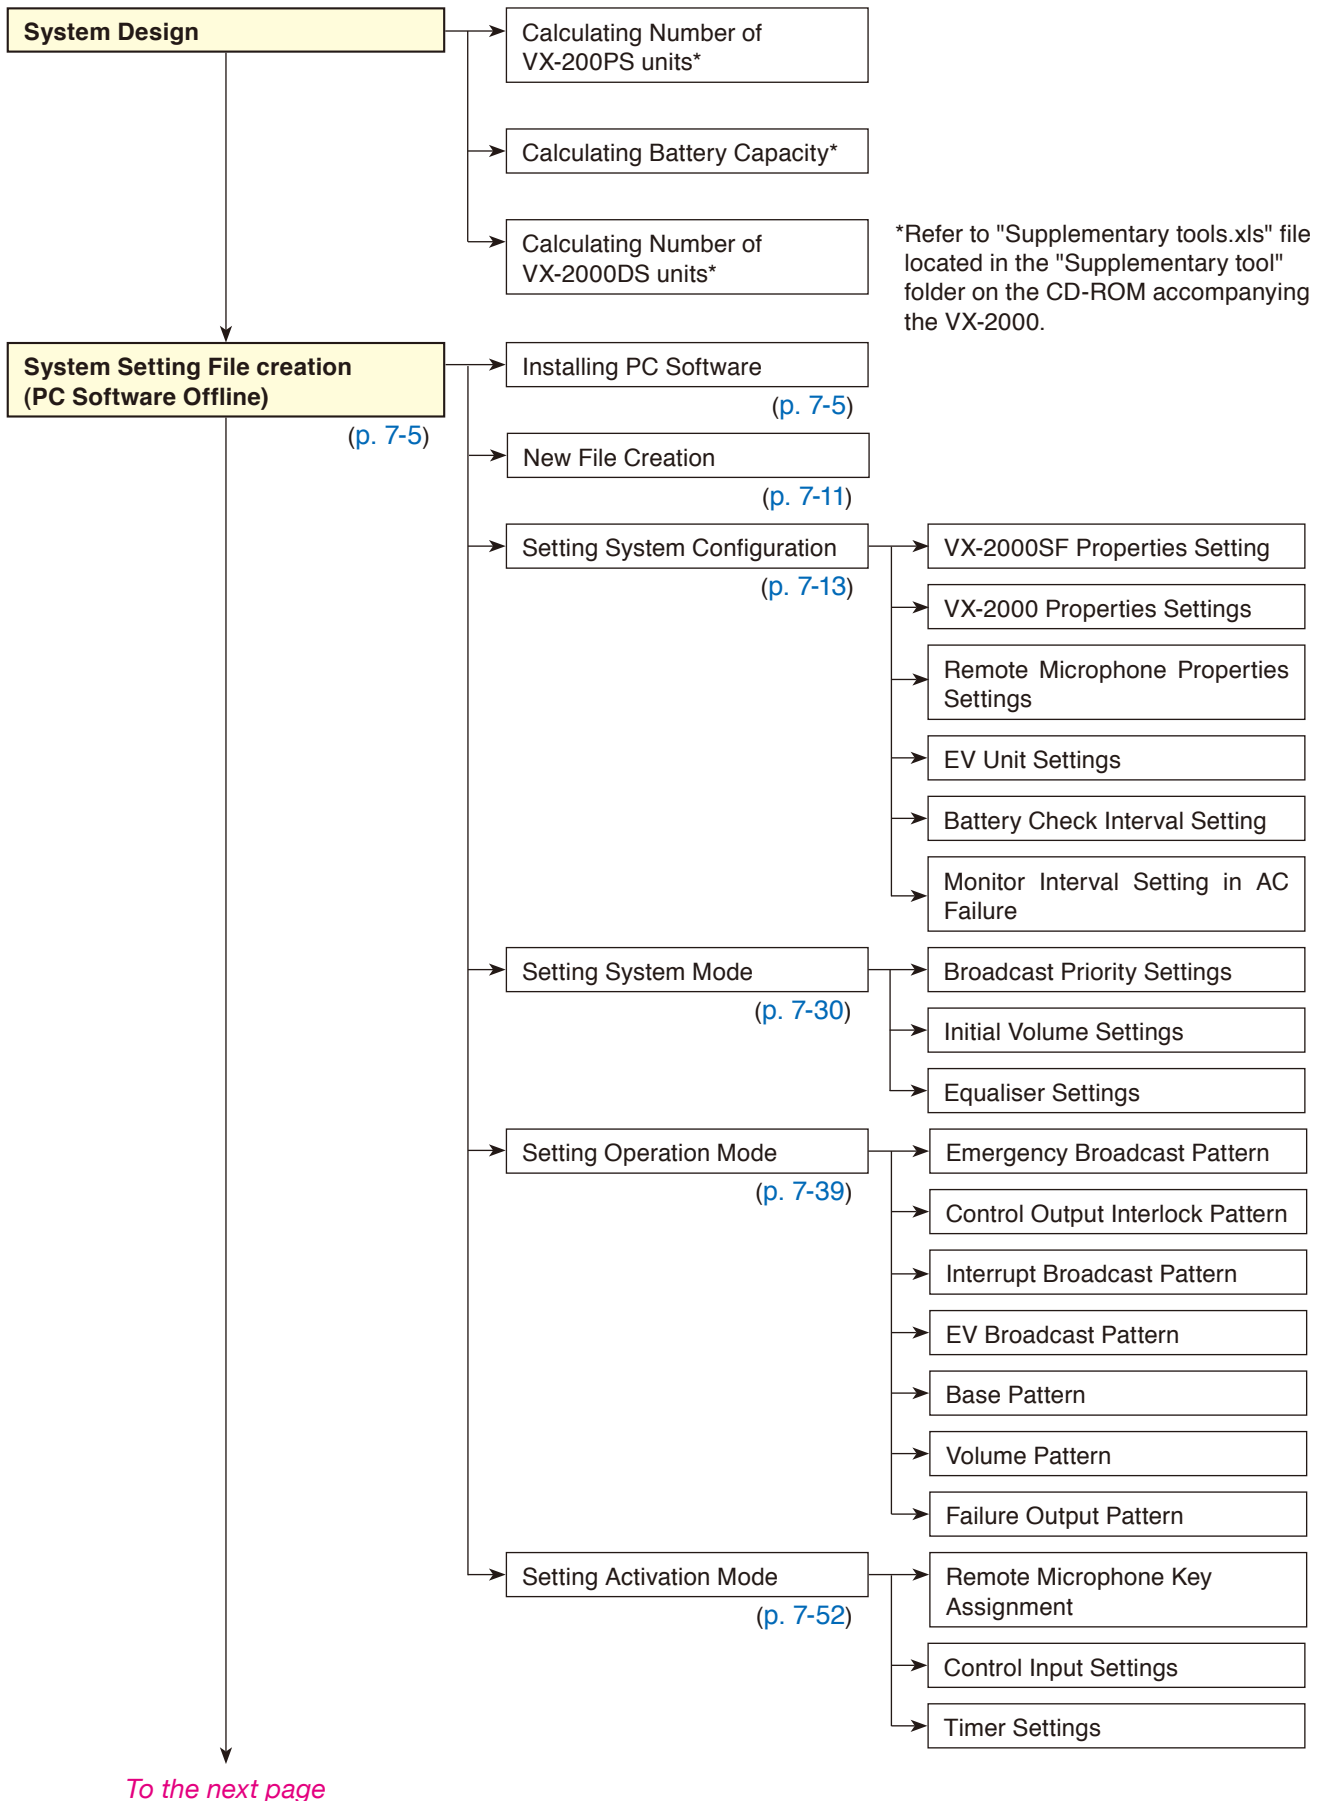 System Design
Calculating Number of
VX-200PS units*
Calculating Battery Capacity*
Calculating Number of
VX-2000DS units*
*Refer to "Supplementary tools.xls" file
located in the "Supplementary tool"
folder on the CD-ROM accompanying
the VX-2000.
System Setting File creation
(PC Software Offline)
(p. 7-5)
Installing PC Software
(p. 7-5)
New File Creation
(p. 7-11)
Setting System Configuration
(p. 7-13)
VX-2000SF Properties Setting
VX-2000 Properties Settings
Remote Microphone Properties
Settings
EV Unit Settings
Battery Check Interval Setting
Monitor Interval Setting in AC
Failure
Setting System Mode
(p. 7-30)
Broadcast Priority Settings
Initial Volume Settings
Equaliser Settings
Setting Operation Mode
(p. 7-39)
Emergency Broadcast Pattern
Control Output Interlock Pattern
Interrupt Broadcast Pattern
EV Broadcast Pattern
Base Pattern
Volume Pattern
Failure Output Pattern
Setting Activation Mode
(p. 7-52)
Remote Microphone Key
Assignment
Control Input Settings
Timer Settings
To the next page